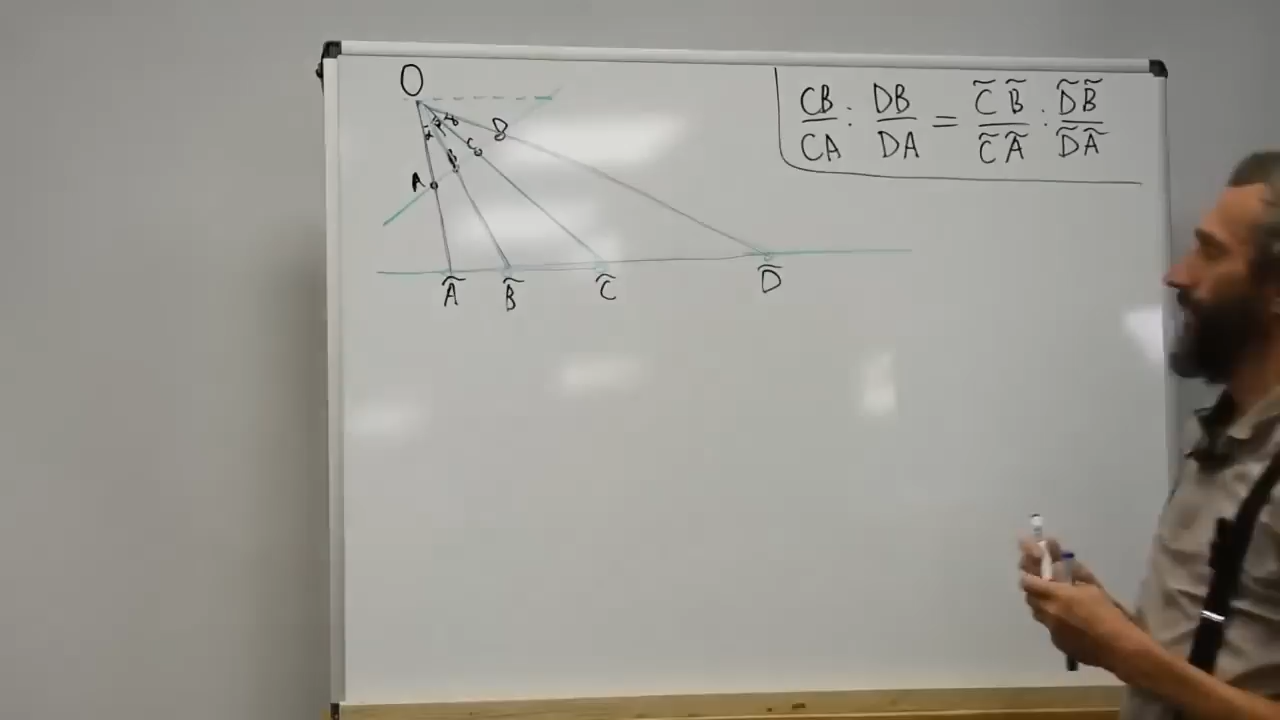 O
CB/CA : DB/DA = C̃B̃/C̃Ã : D̃B̃/D̃Ã
D
C
B
A
Ã B̃ C̃ D̃